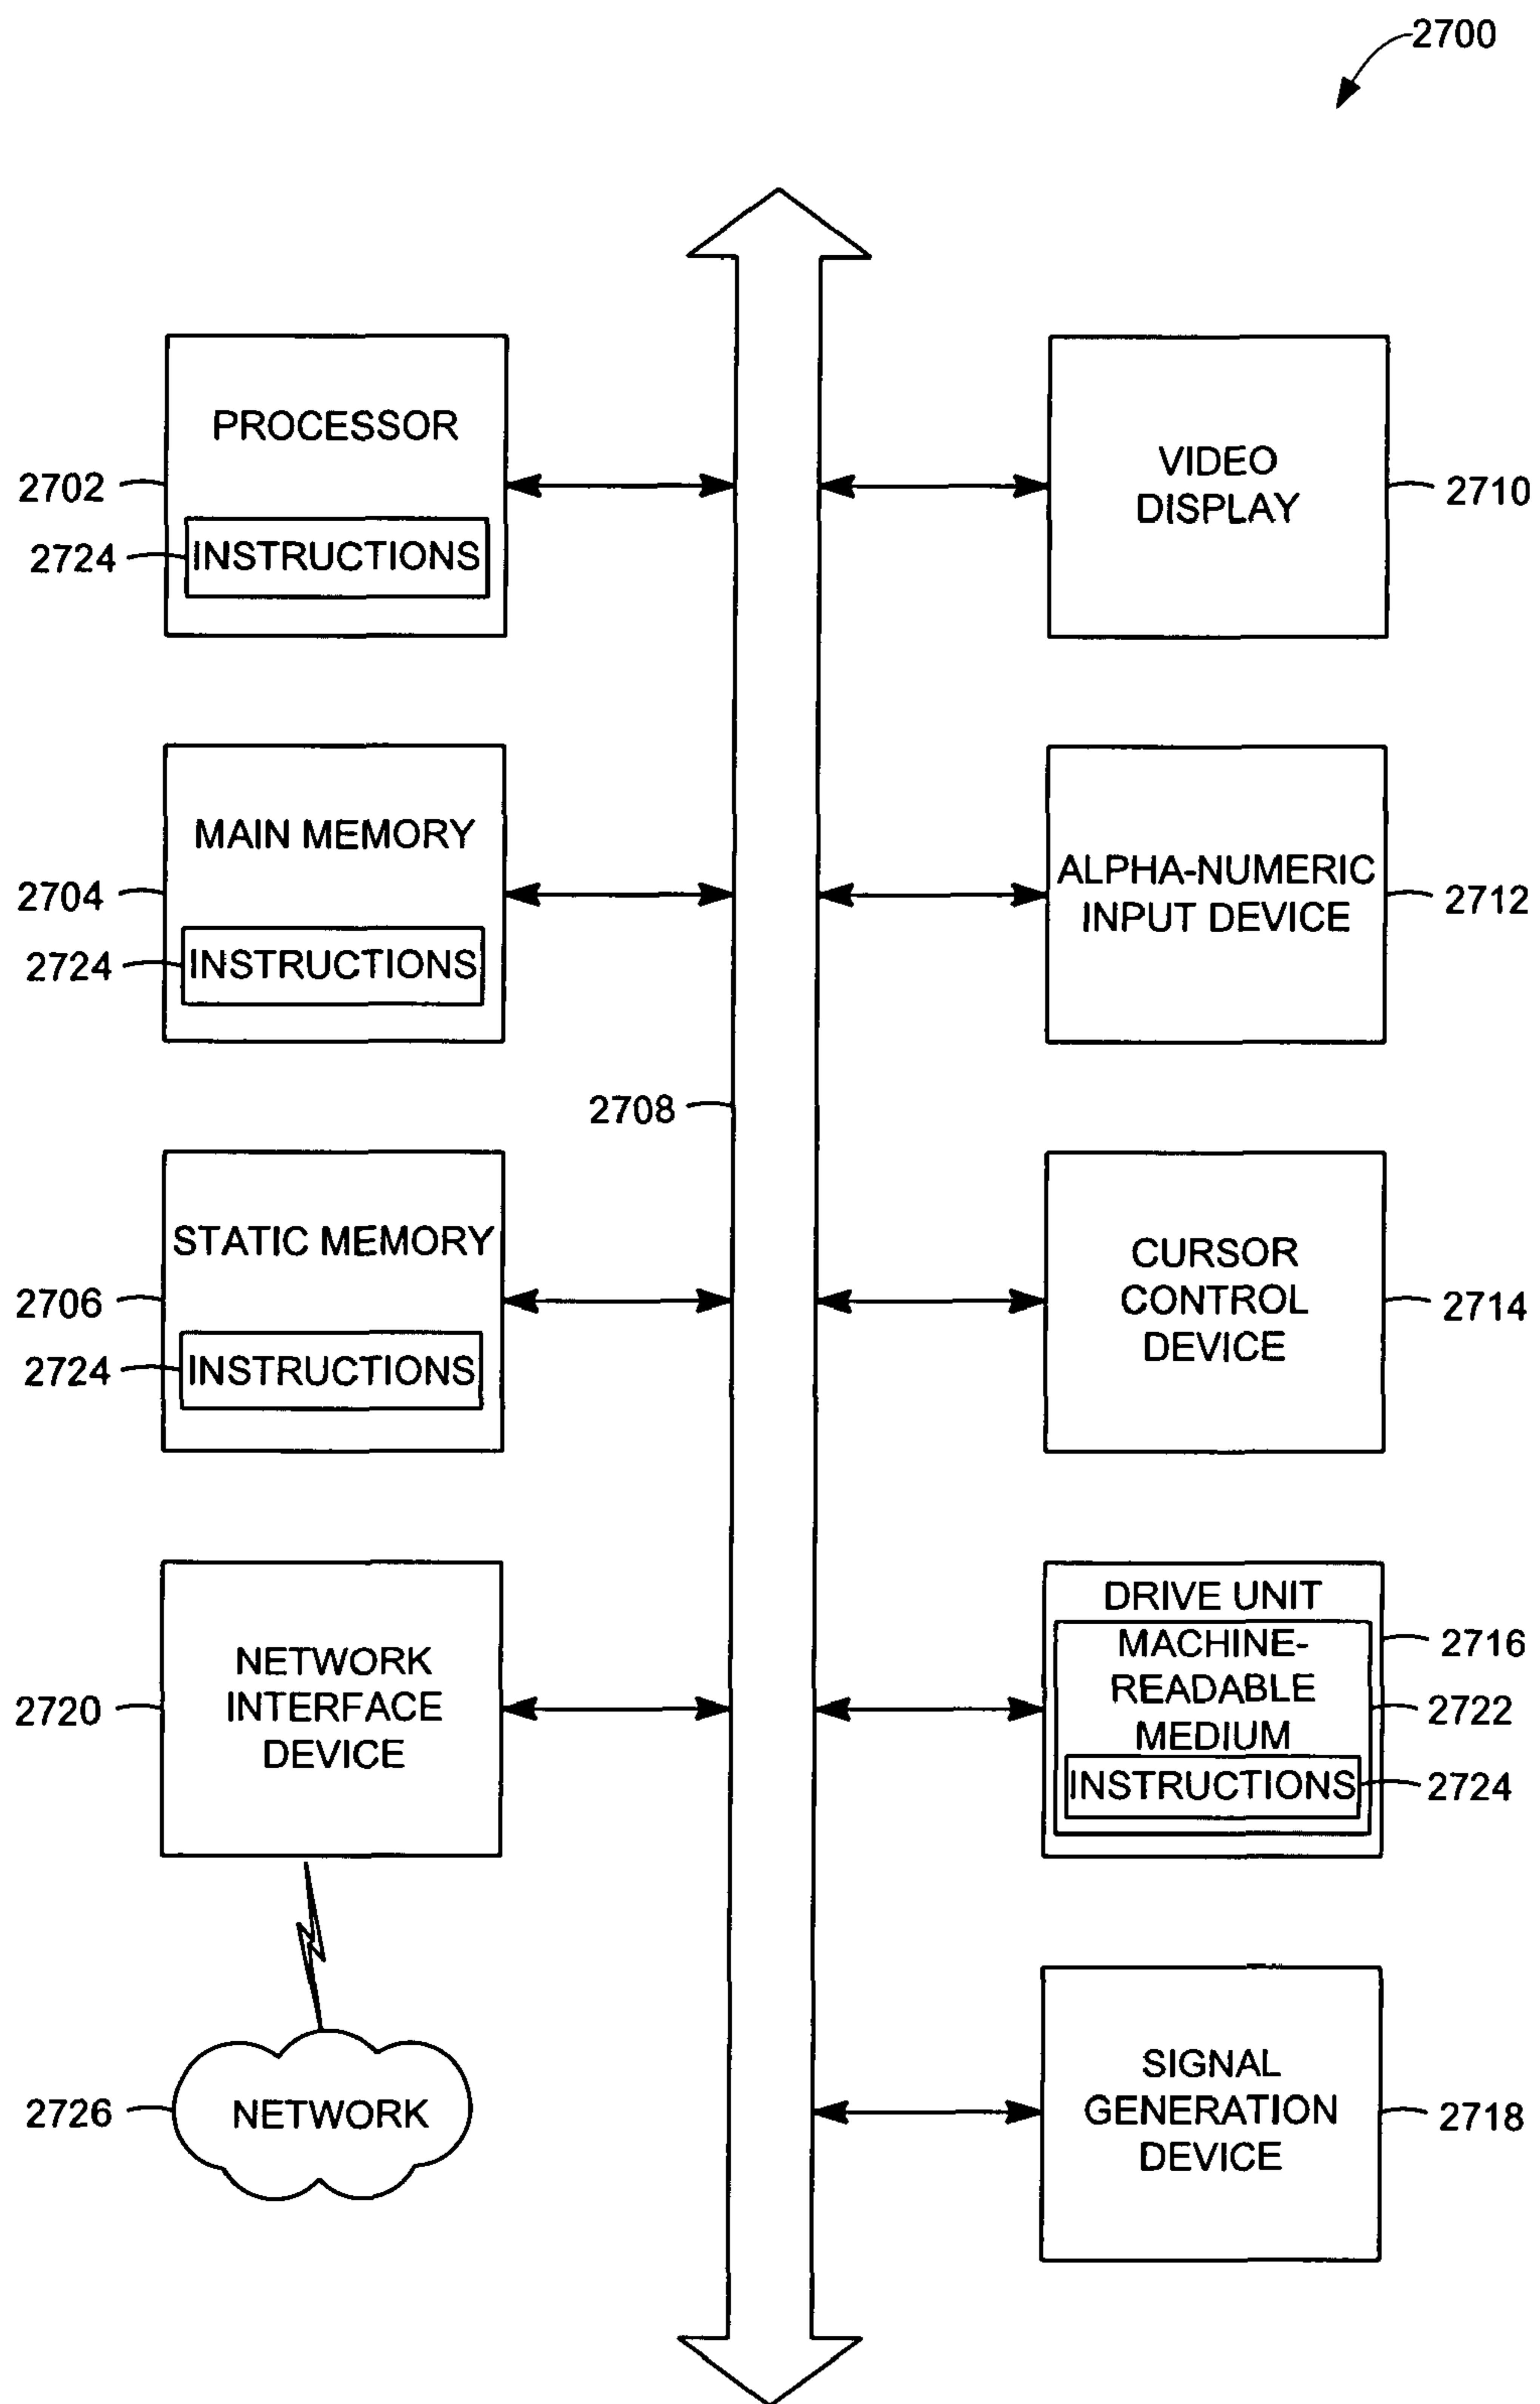 2700
PROCESSOR
2702
2724
INSTRUCTIONS
VIDEO
DISPLAY
2710
MAIN MEMORY
2704
2724
INSTRUCTIONS
ALPHA-NUMERIC
INPUT DEVICE
2712
2708
STATIC MEMORY
2706
2724
INSTRUCTIONS
CURSOR
CONTROL
DEVICE
2714
NETWORK
INTERFACE
DEVICE
2720
DRIVE UNIT
2716
MACHINE-
READABLE
MEDIUM
2722
INSTRUCTIONS
2724
2726
NETWORK
SIGNAL
GENERATION
DEVICE
2718